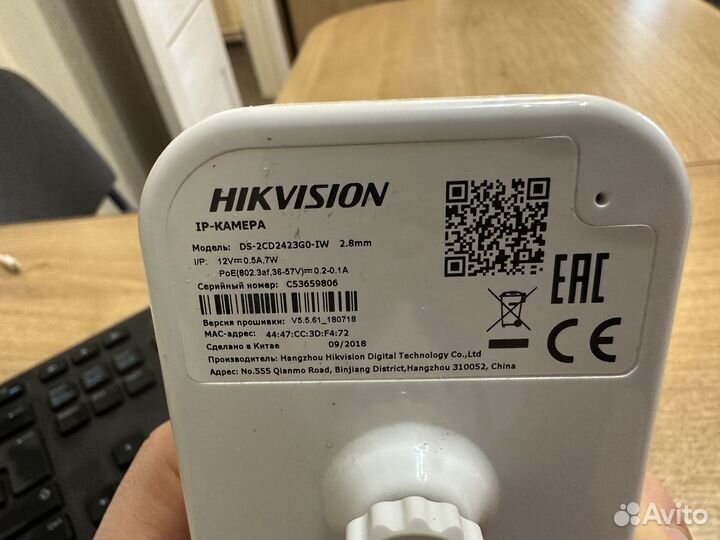 HIKVISION
IP-КАМЕРА
Модель: DS-2CD2423G0-IW 2.8mm
I/P: 12V⎓0.5A,7W
PoE(802.3af,36-57V)⎓0.2-0.1A
Серийный номер: C53659806
Версия прошивки: V5.5.61_180718
MAC-адрес: 44:47:CC:3D:F4:72
Сделано в Китае 09/2018
Производитель: Hangzhou Hikvision Digital Technology Co.,Ltd
Адрес: No.555 Qianmo Road, Binjiang District,Hangzhou 310052, China
EAC
CE
Avito